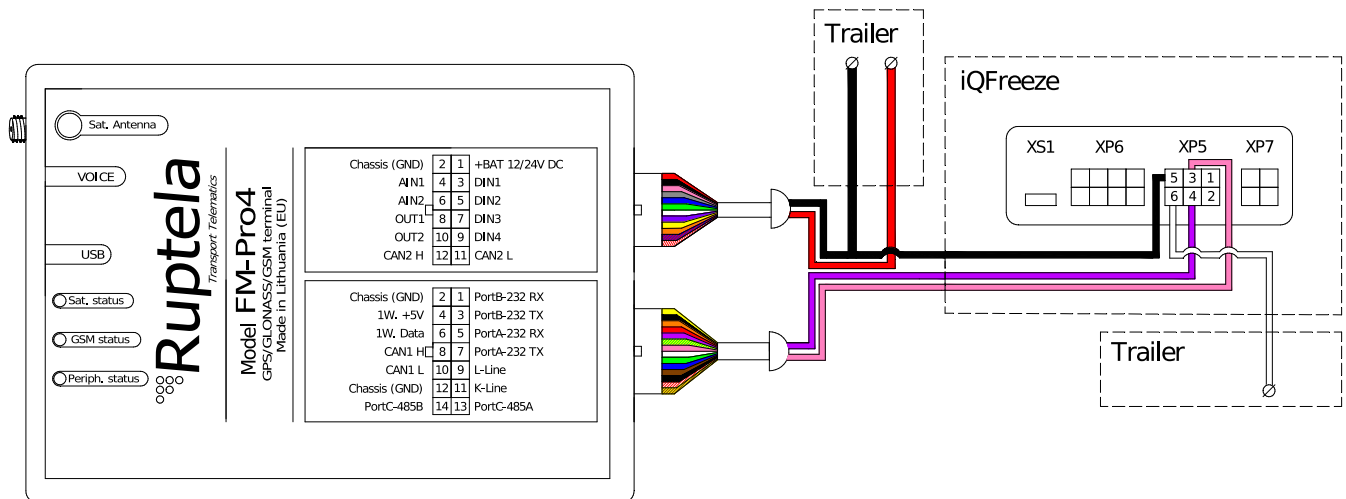 Sat. Antenna
VOICE
USB
Sat. status
GSM status
Periph. status
Ruptela
Transport Telematics
Model FM-Pro4
GPS/GLONASS/GSM terminal
Made in Lithuania (EU)
Chassis (GND) 2 1 +BAT 12/24V DC
AIN1 4 3 DIN1
AIN2 6 5 DIN2
OUT1 8 7 DIN3
OUT2 10 9 DIN4
CAN2 H 12 11 CAN2 L
Chassis (GND) 2 1 PortB-232 RX
1W. +5V 4 3 PortB-232 TX
1W. Data 6 5 PortA-232 RX
CAN1 H 8 7 PortA-232 TX
CAN1 L 10 9 L-Line
Chassis (GND) 12 11 K-Line
PortC-485B 14 13 PortC-485A
Trailer
iQFreeze
XS1 XP6 XP5 XP7
5 3 1
6 4 2
Trailer